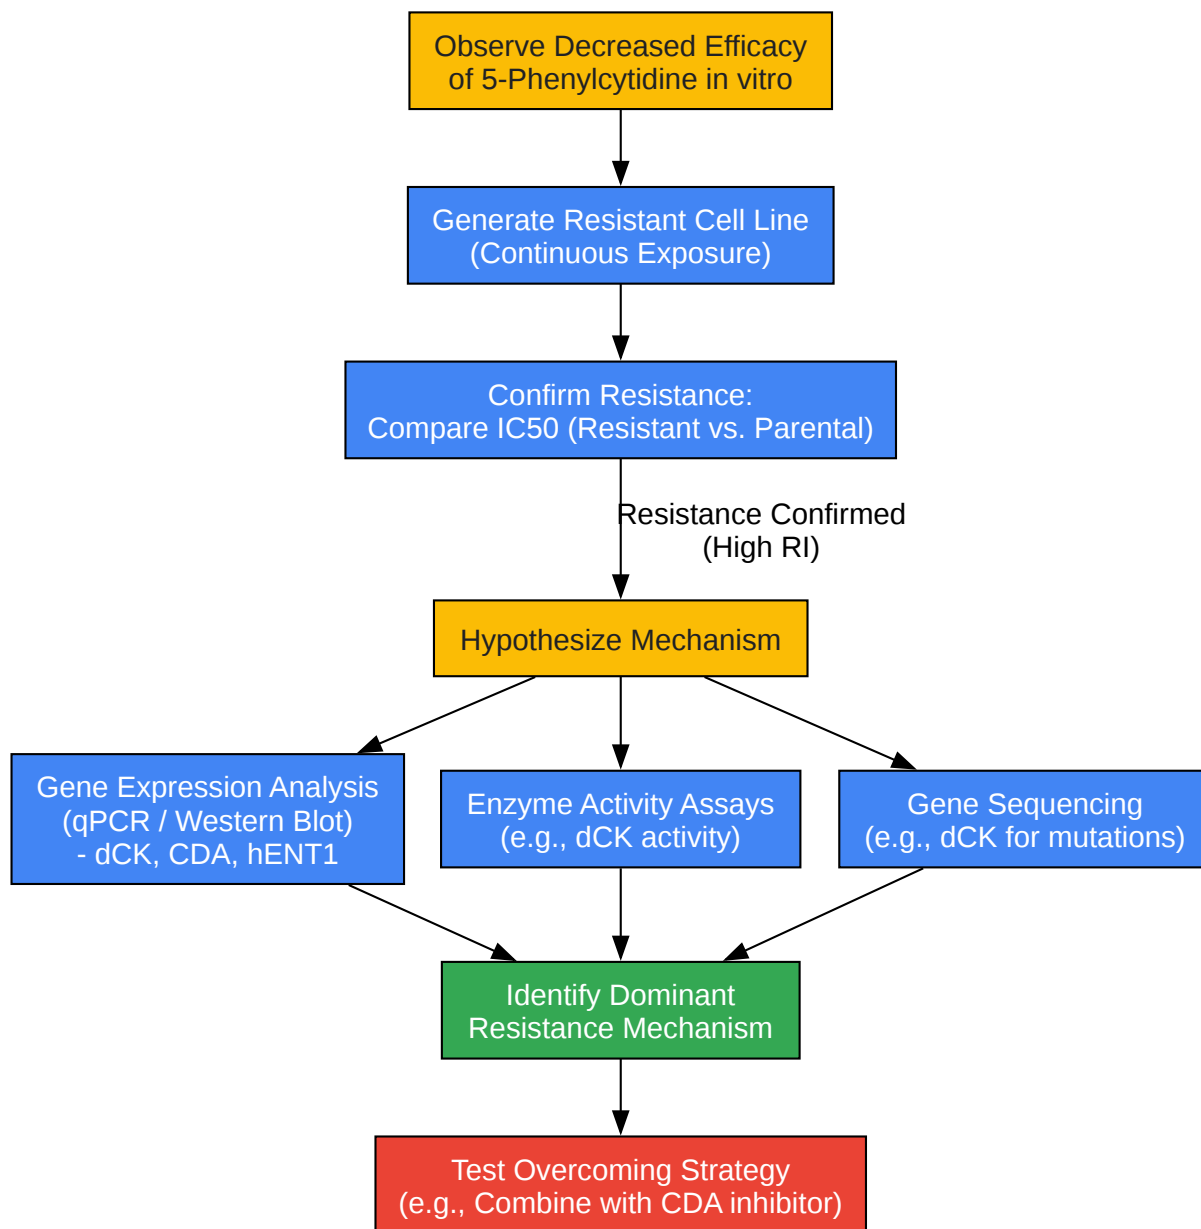 Observe Decreased Efficacy
of 5-Phenylcytidine in vitro
Generate Resistant Cell Line
(Continuous Exposure)
Confirm Resistance:
Compare IC50 (Resistant vs. Parental)
Resistance Confirmed
(High RI)
Hypothesize Mechanism
Gene Expression Analysis
(qPCR / Western Blot)
- dCK, CDA, hENT1
Enzyme Activity Assays
(e.g., dCK activity)
Gene Sequencing
(e.g., dCK for mutations)
Identify Dominant
Resistance Mechanism
Test Overcoming Strategy
(e.g., Combine with CDA inhibitor)